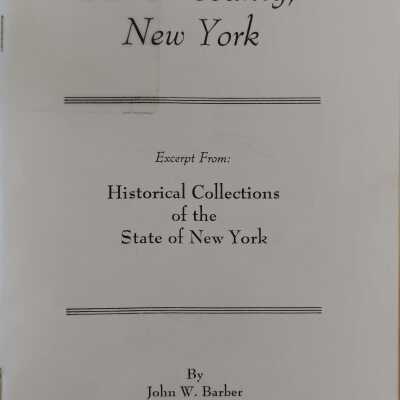 New York
Excerpt From:
Historical Collections
of the
State of New York
By
John W. Barber